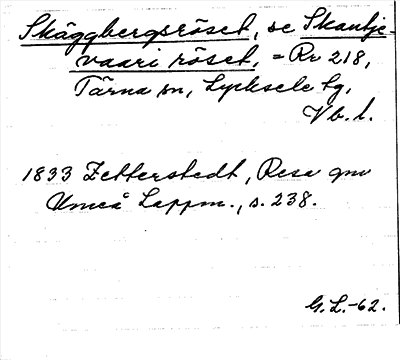 Skäggbergsröset, se Skautje-
vaari röset, = Rr 218,
Tärna sn, Lycksele lg.
Vb. l.
1833 Zetterstedt, Resa gm
Umeå Lappm., s. 238.
G. L. -62.